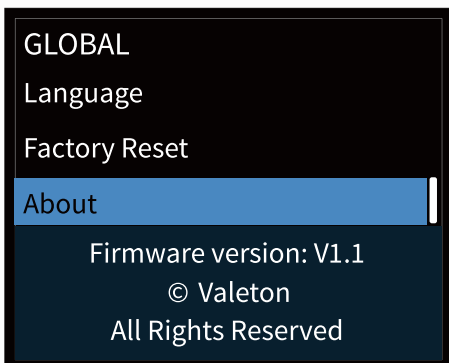 GLOBAL
Language
Factory Reset
About
Firmware version: V1.1
© Valeton
All Rights Reserved